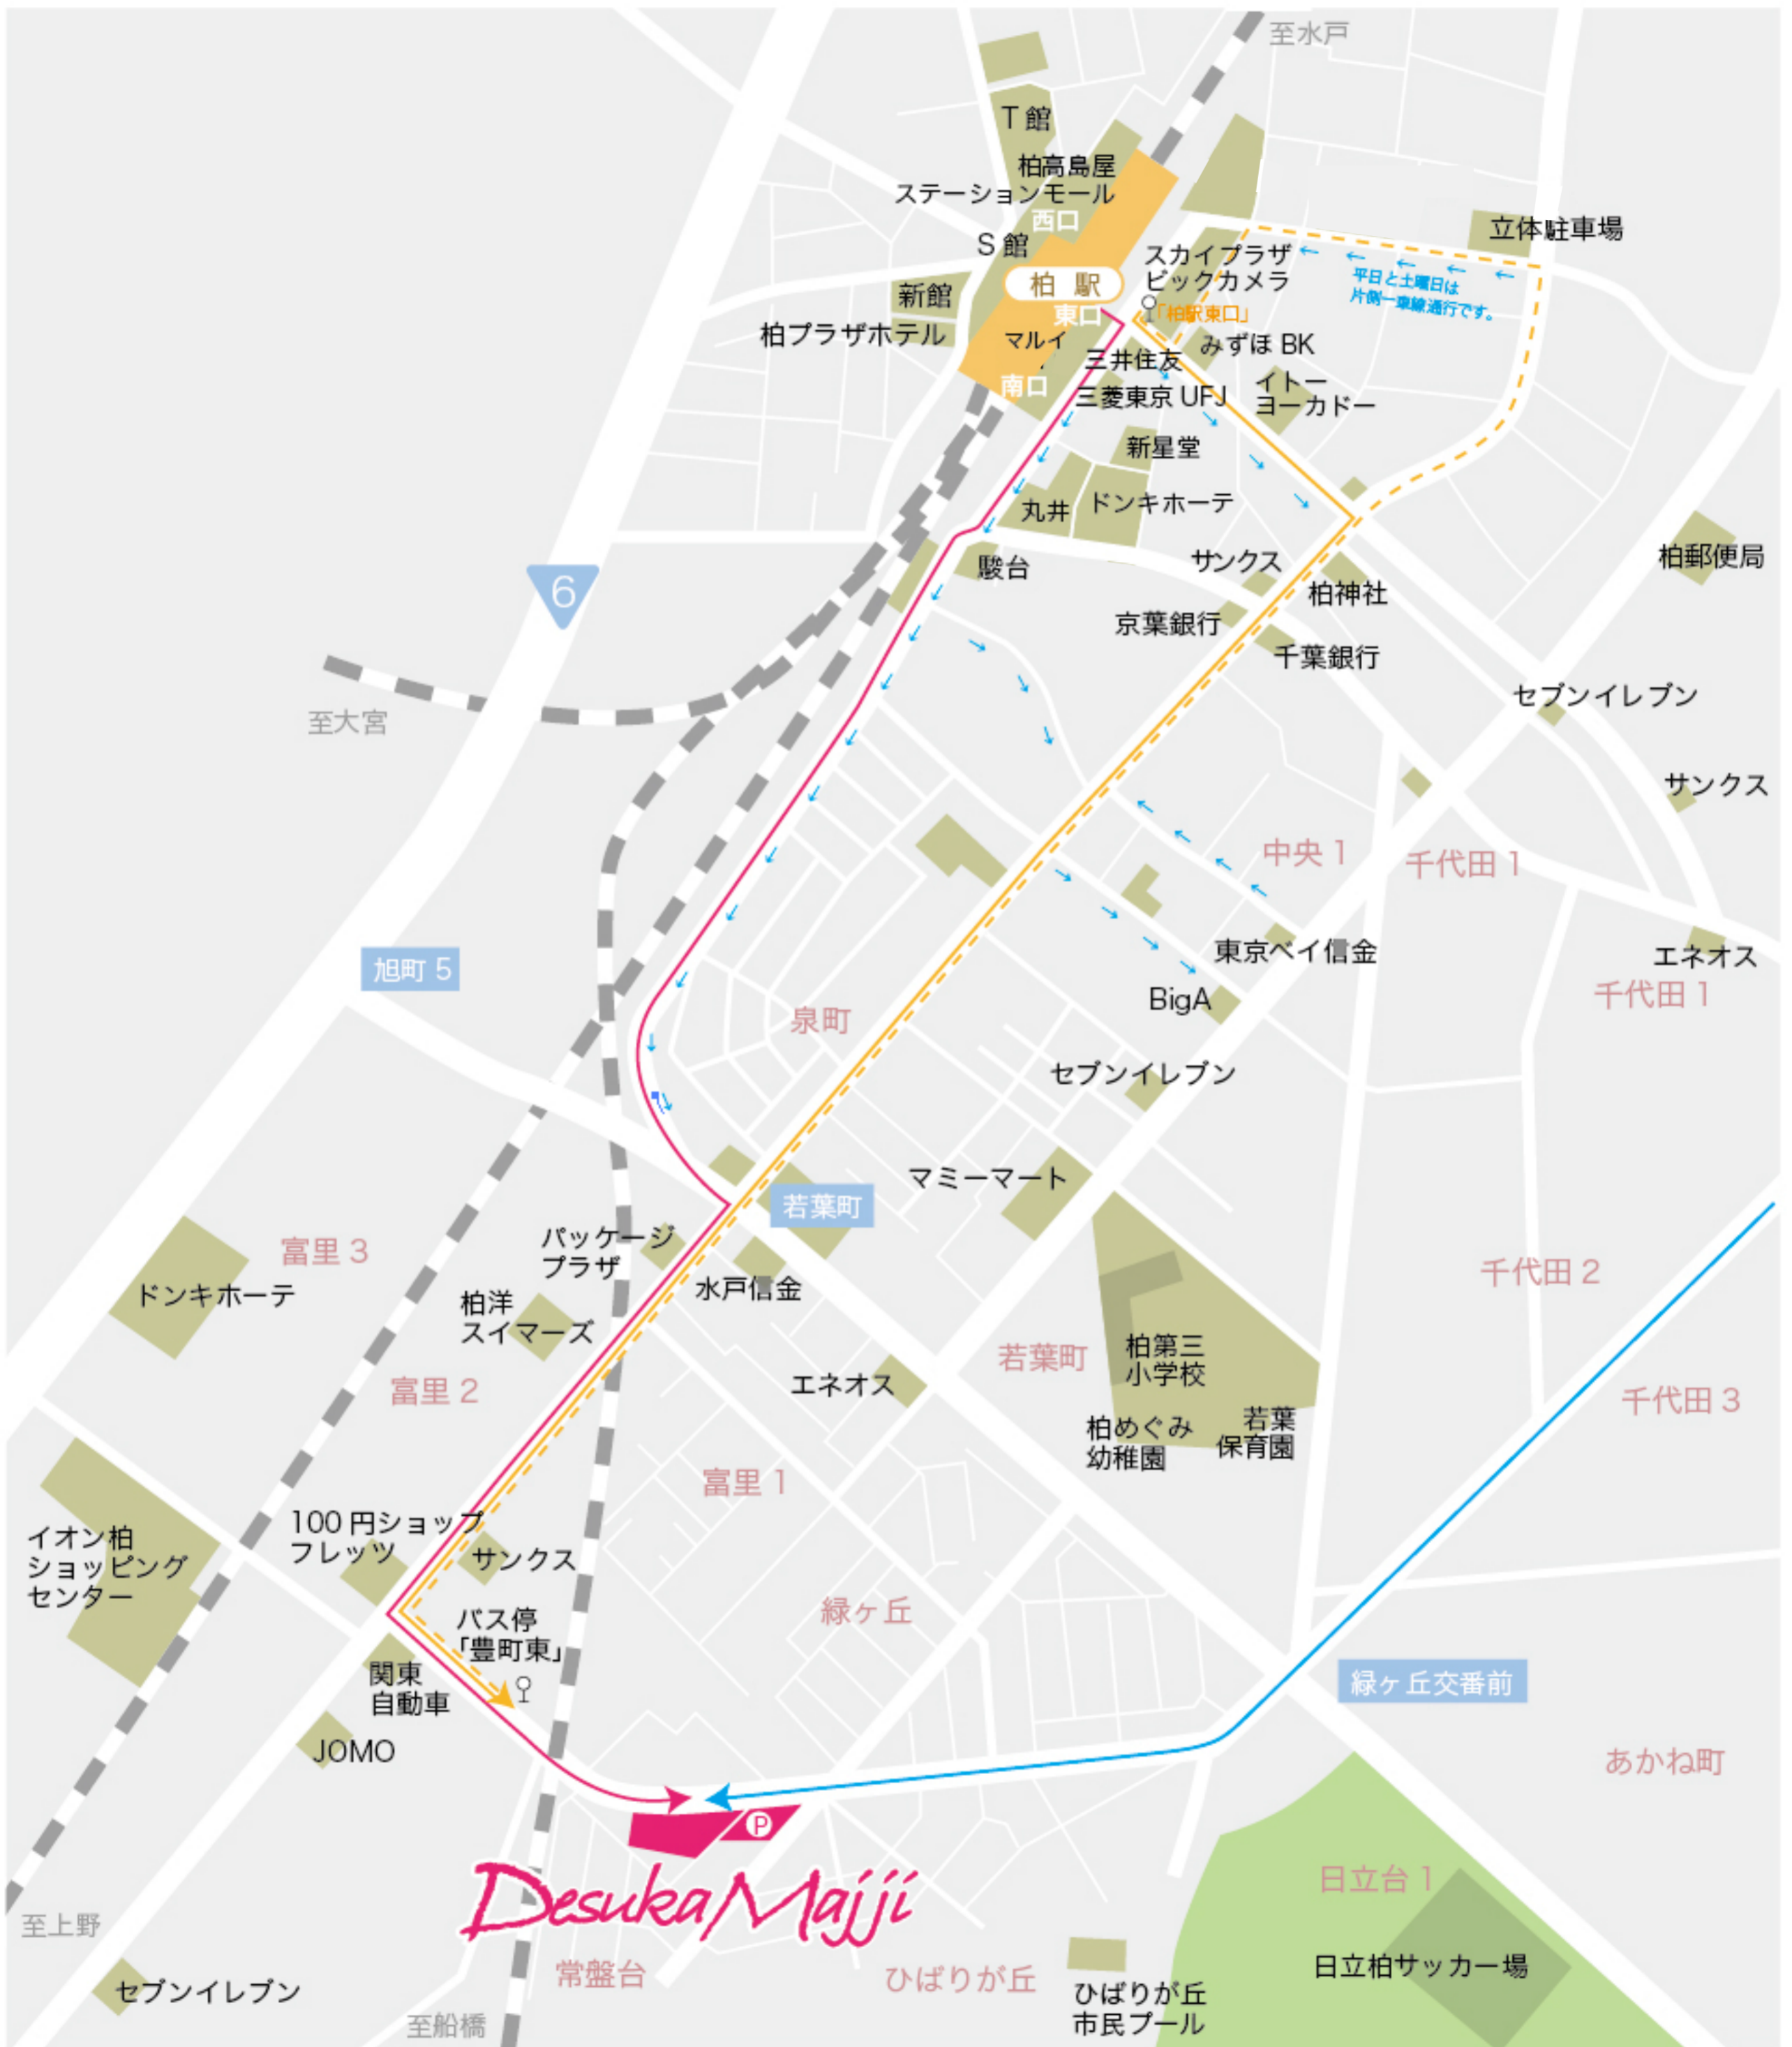 至水戸
T 館
柏高島屋
ステーションモール
西口
S 館
柏 駅
東口
新館
柏プラザホテル
マルイ
南口
スカイプラザ
ビックカメラ
「柏駅東口」
立体駐車場
平日と土曜日は
片側一車線通行です。
みずほ BK
三井住友
三菱東京 UFJ
イトー
ヨーカドー
新星堂
丸井
ドンキホーテ
駿台
サンクス
柏神社
京葉銀行
千葉銀行
柏郵便局
6
至大宮
セブンイレブン
サンクス
中央 1
千代田 1
東京ベイ信金
エネオス
千代田 1
旭町 5
BigA
泉町
セブンイレブン
マミーマート
若葉町
パッケージ
プラザ
水戸信金
富里 3
ドンキホーテ
柏洋
スイマーズ
千代田 2
柏第三
小学校
若葉町
エネオス
富里 2
柏めぐみ
幼稚園
若葉
保育園
千代田 3
富里 1
100 円ショップ
フレッツ
サンクス
イオン柏
ショッピング
センター
緑ヶ丘
バス停
「豊町東」
関東
自動車
JOMO
緑ヶ丘交番前
あかね町
P
Desuka Majji
日立台 1
至上野
常盤台
ひばりが丘
日立柏サッカー場
セブンイレブン
ひばりが丘
市民プール
至船橋